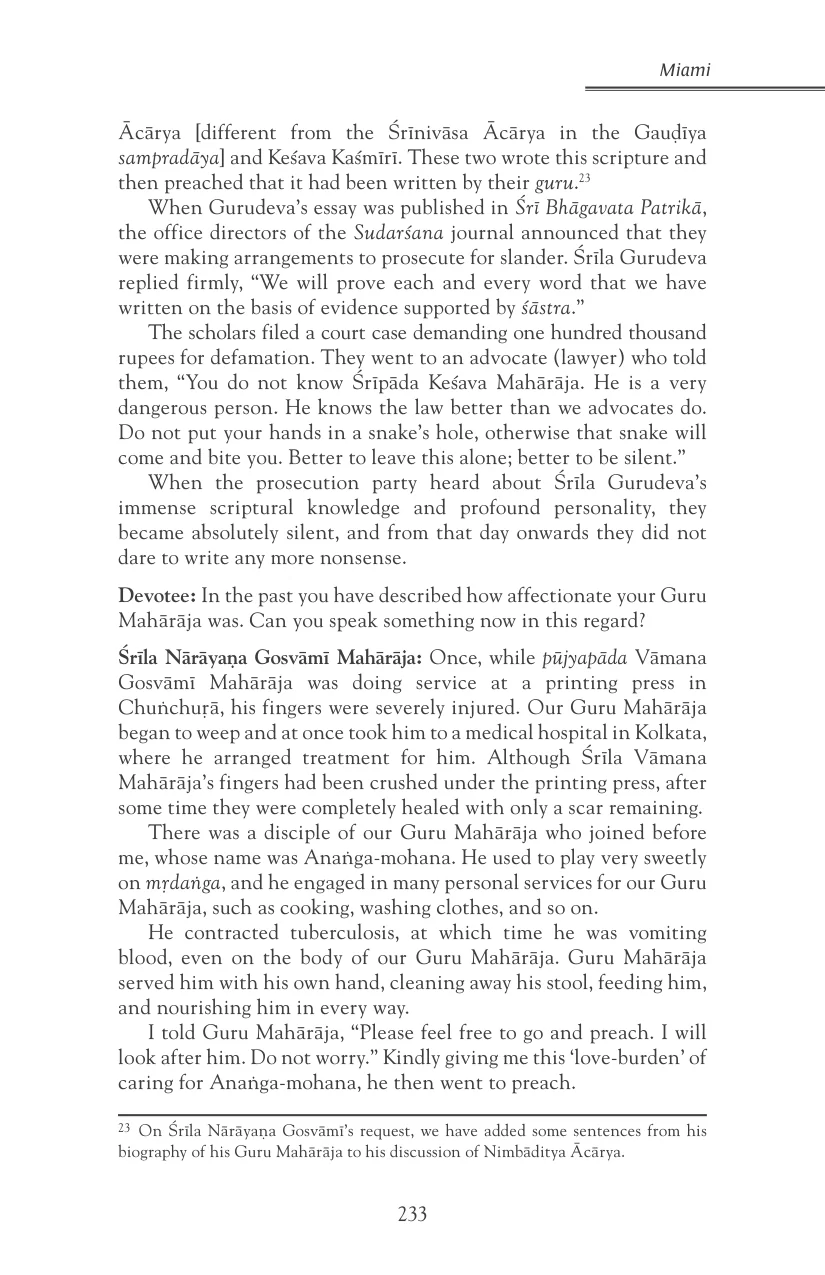 Miami
Ācārya [different from the Śrīnivāsa Ācārya in the Gauḍīya
sampradāya] and Keśava Kaśmīrī. These two wrote this scripture and
then preached that it had been written by their guru.23
When Gurudeva’s essay was published in Śrī Bhāgavata Patrikā,
the office directors of the Sudarśana journal announced that they
were making arrangements to prosecute for slander. Śrīla Gurudeva
replied firmly, “We will prove each and every word that we have
written on the basis of evidence supported by śāstra.”
The scholars filed a court case demanding one hundred thousand
rupees for defamation. They went to an advocate (lawyer) who told
them, “You do not know Śrīpāda Keśava Mahārāja. He is a very
dangerous person. He knows the law better than we advocates do.
Do not put your hands in a snake’s hole, otherwise that snake will
come and bite you. Better to leave this alone; better to be silent.”
When the prosecution party heard about Śrīla Gurudeva’s
immense scriptural knowledge and profound personality, they
became absolutely silent, and from that day onwards they did not
dare to write any more nonsense.
Devotee: In the past you have described how affectionate your Guru
Mahārāja was. Can you speak something now in this regard?
Śrīla Nārāyaṇa Gosvāmī Mahārāja: Once, while pūjyapāda Vāmana
Gosvāmī Mahārāja was doing service at a printing press in
Chuṅchuṛā, his fingers were severely injured. Our Guru Mahārāja
began to weep and at once took him to a medical hospital in Kolkata,
where he arranged treatment for him. Although Śrīla Vāmana
Mahārāja’s fingers had been crushed under the printing press, after
some time they were completely healed with only a scar remaining.
There was a disciple of our Guru Mahārāja who joined before
me, whose name was Anaṅga-mohana. He used to play very sweetly
on mṛdaṅga, and he engaged in many personal services for our Guru
Mahārāja, such as cooking, washing clothes, and so on.
He contracted tuberculosis, at which time he was vomiting
blood, even on the body of our Guru Mahārāja. Guru Mahārāja
served him with his own hand, cleaning away his stool, feeding him,
and nourishing him in every way.
I told Guru Mahārāja, “Please feel free to go and preach. I will
look after him. Do not worry.” Kindly giving me this ‘love-burden’ of
caring for Anaṅga-mohana, he then went to preach.
23 On Śrīla Nārāyaṇa Gosvāmī’s request, we have added some sentences from his
biography of his Guru Mahārāja to his discussion of Nimbāditya Ācārya.
233